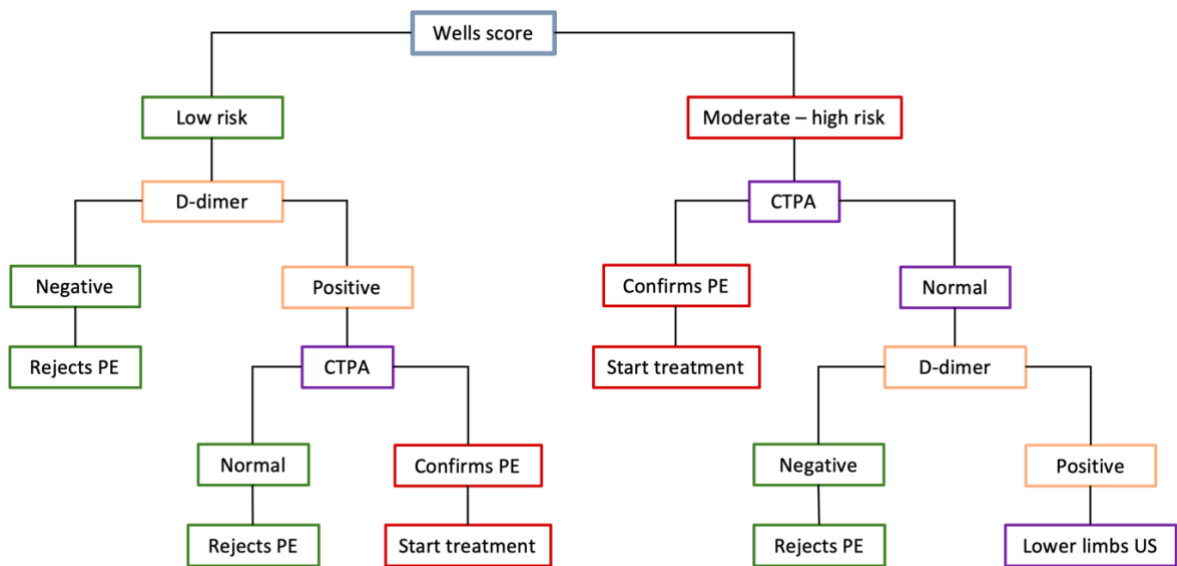 Wells score
Low risk
Moderate – high risk
D-dimer
CTPA
Negative
Positive
Confirms PE
Normal
Rejects PE
CTPA
Start treatment
D-dimer
Normal
Confirms PE
Negative
Positive
Rejects PE
Start treatment
Rejects PE
Lower limbs US